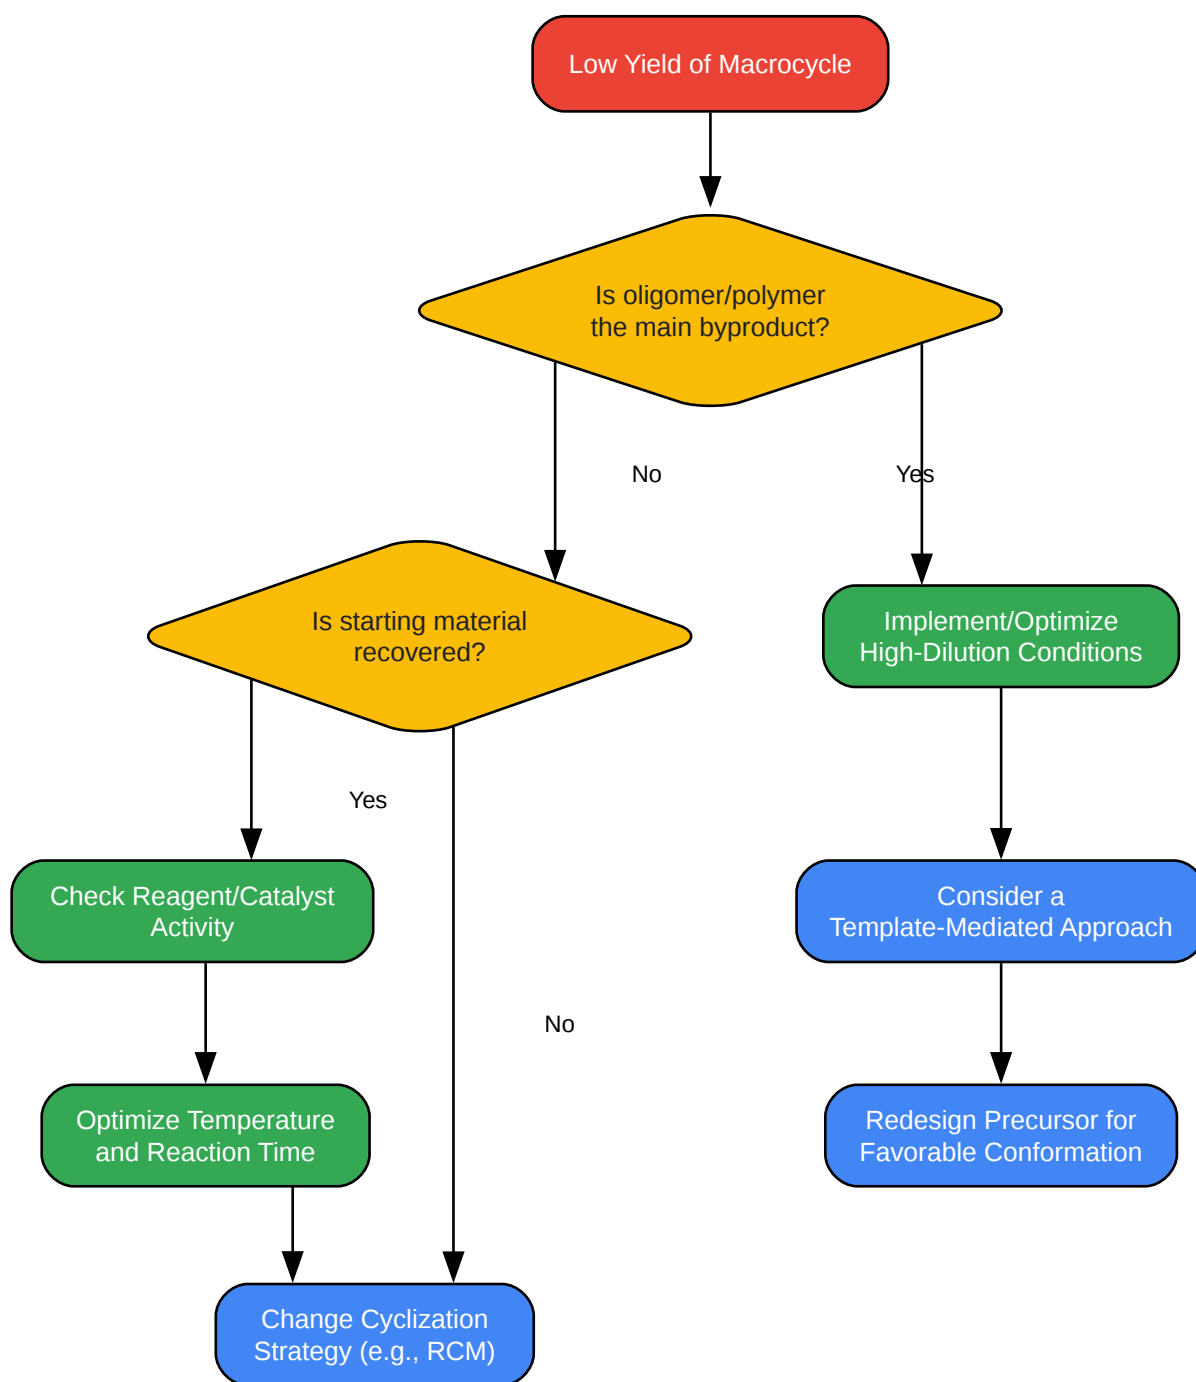 Low Yield of Macrocycle
Is oligomer/polymer
the main byproduct?
No
Yes
Is starting material
recovered?
Implement/Optimize
High-Dilution Conditions
Yes
Check Reagent/Catalyst
Activity
Consider a
Template-Mediated Approach
No
Optimize Temperature
and Reaction Time
Redesign Precursor for
Favorable Conformation
Change Cyclization
Strategy (e.g., RCM)